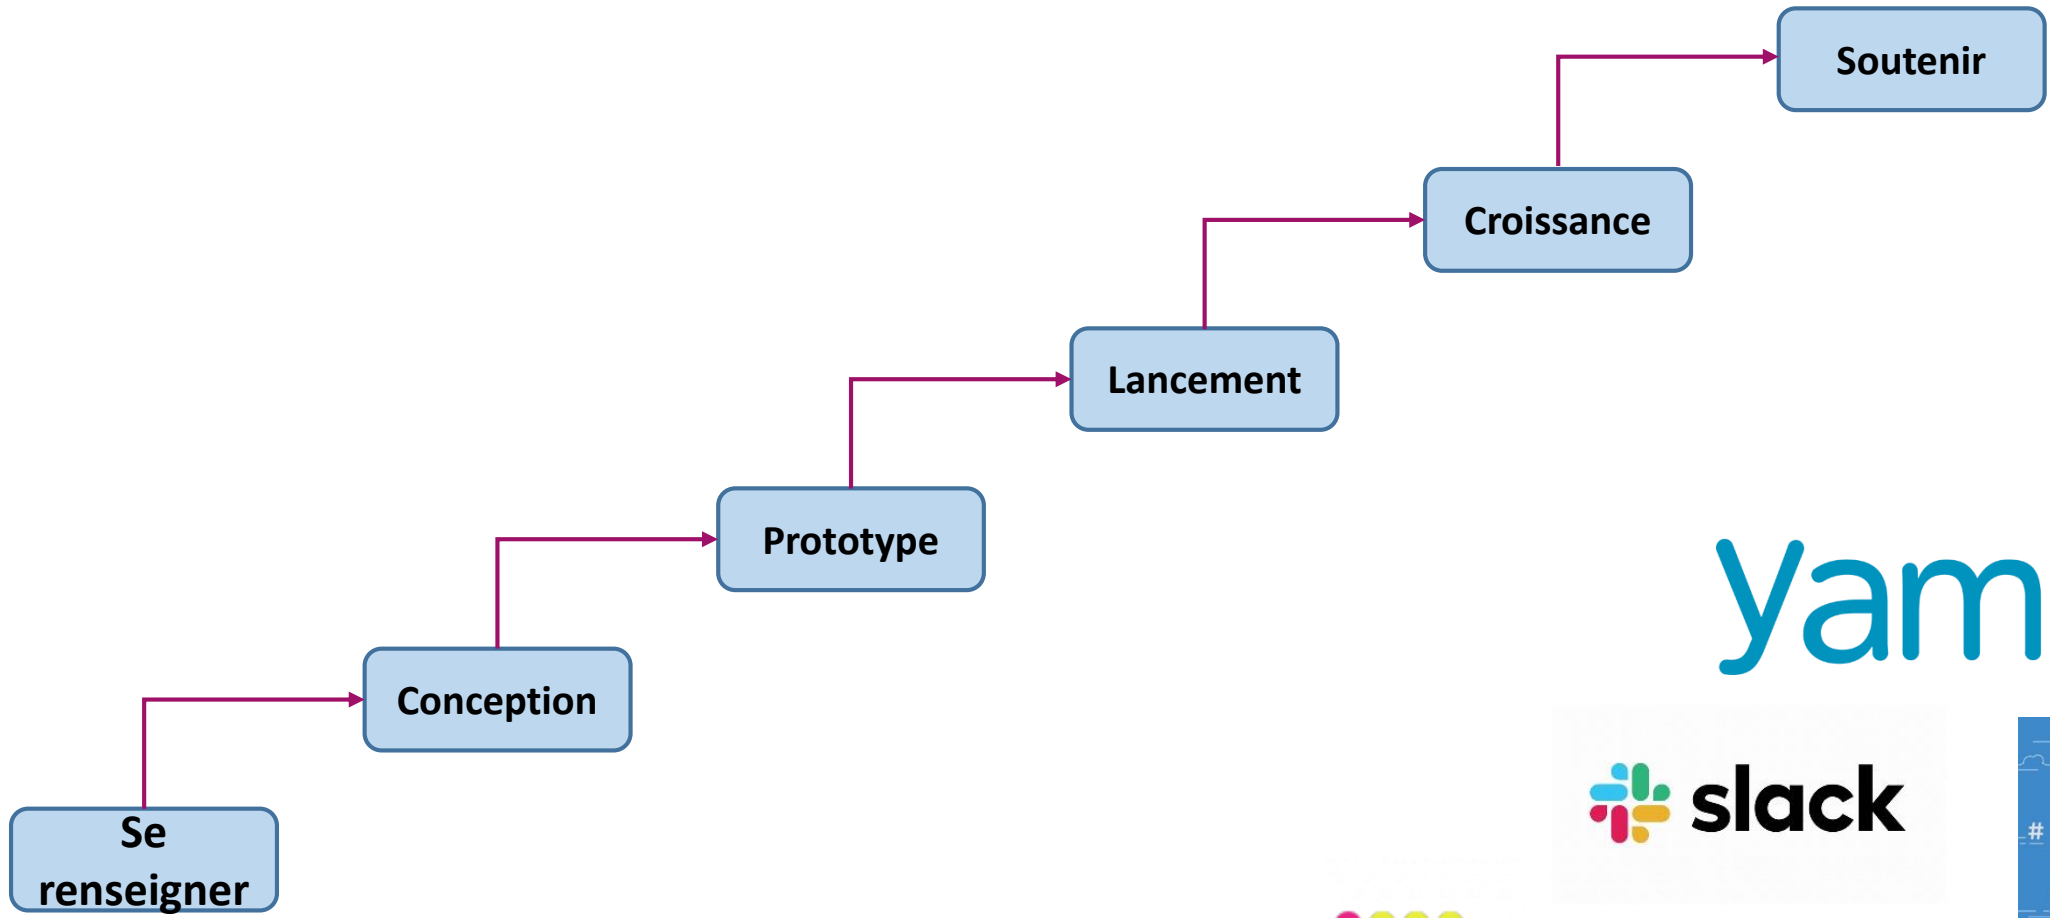 Soutenir
Croissance
Lancement
Prototype
Conception
Se
renseigner
yam
slack
#